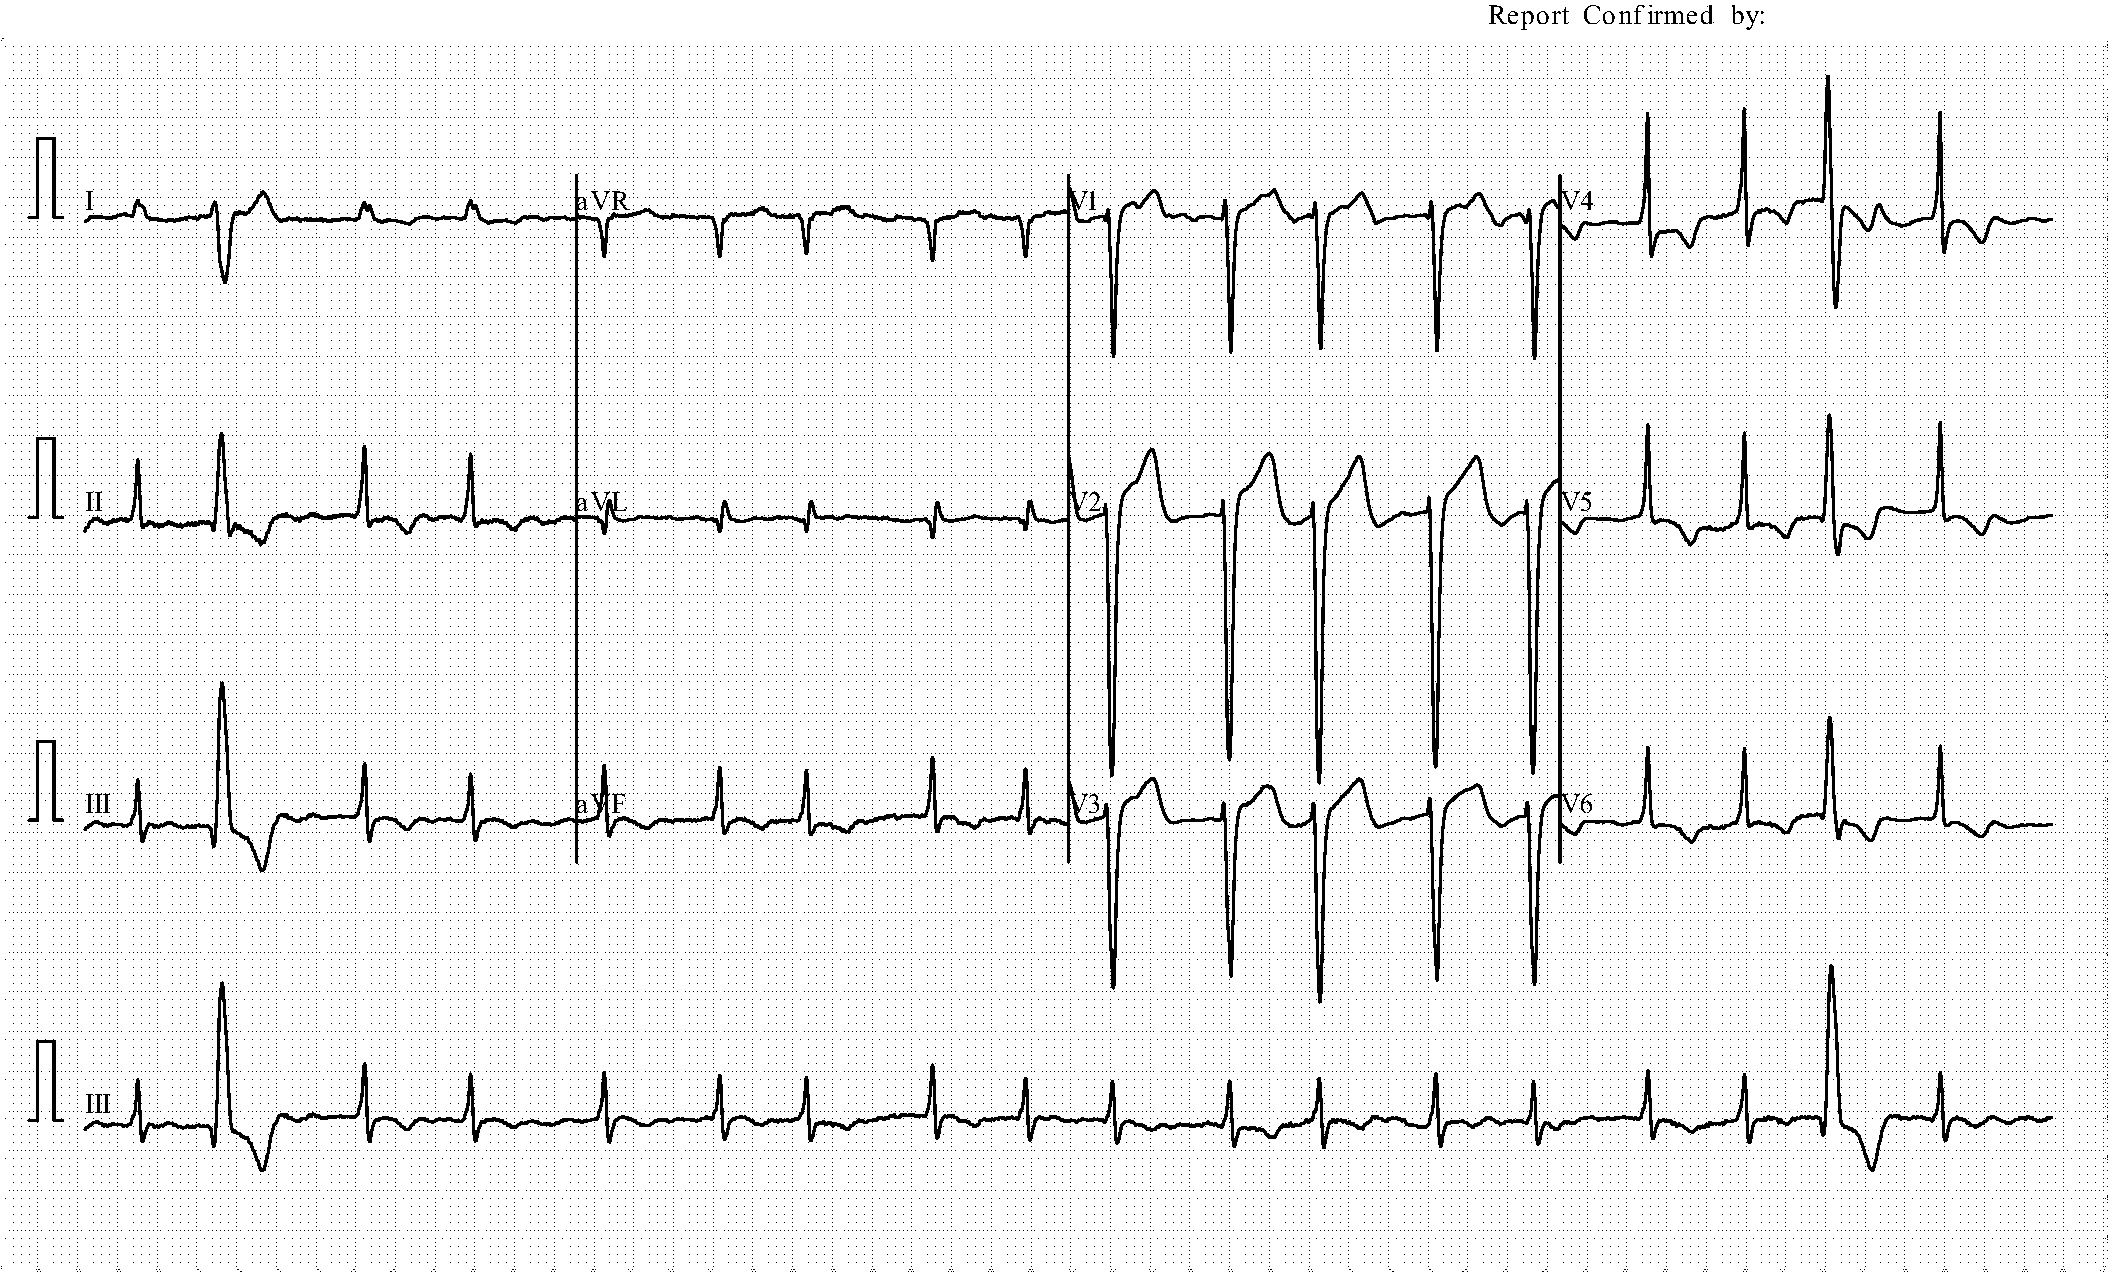 Report Confirmed by:
I aVR V1 V4
II aVL V2 V5
III aVF V3 V6
III